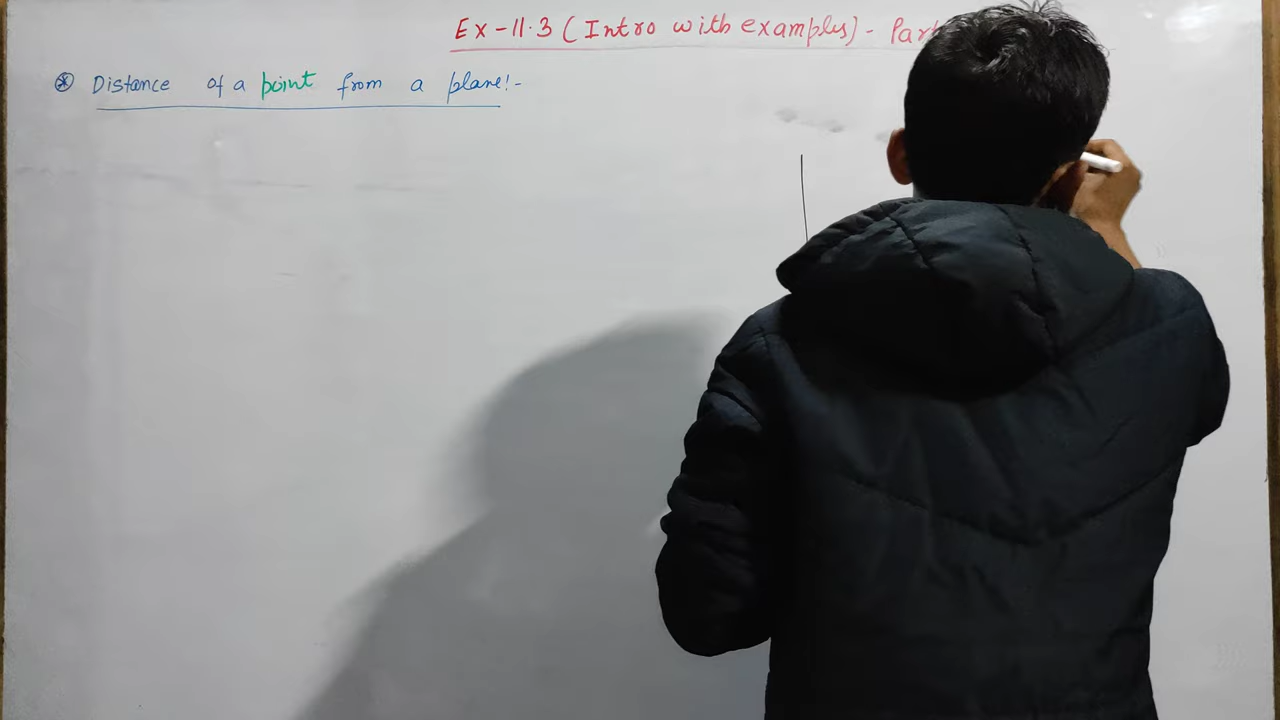 Ex-11.3 (Intro with examples) - Part
⊛ Distance of a point from a plane:-